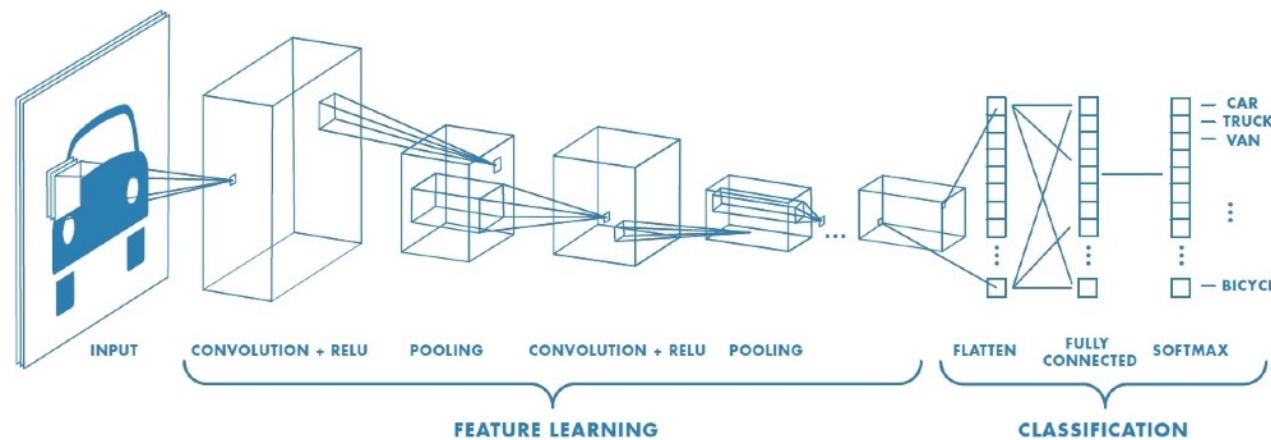 CAR
TRUCK
VAN
BICYCLE
INPUT
CONVOLUTION + RELU
POOLING
CONVOLUTION + RELU
POOLING
FLATTEN
FULLY
CONNECTED
SOFTMAX
FEATURE LEARNING
CLASSIFICATION